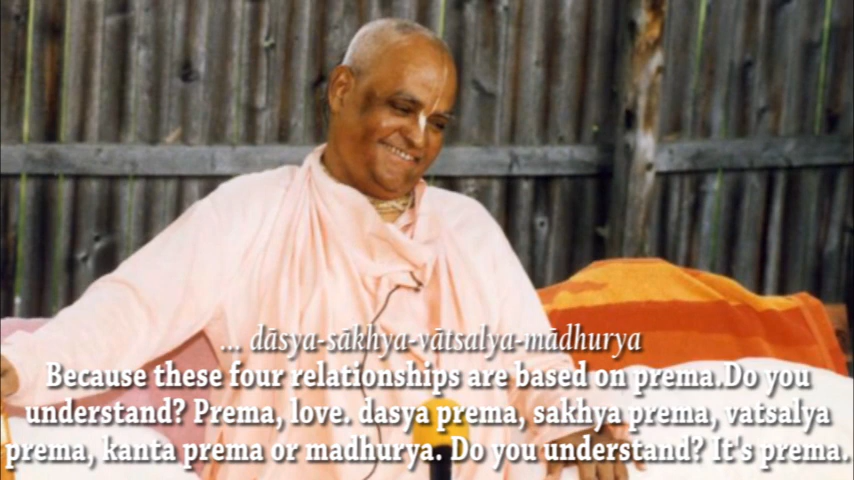 ... dāsya-sākhya-vātsalya-mādhurya
Because these four relationships are based on prema.Do you
understand? Prema, love. dasya prema, sakhya prema, vatsalya
prema, kanta prema or madhurya. Do you understand? It's prema.